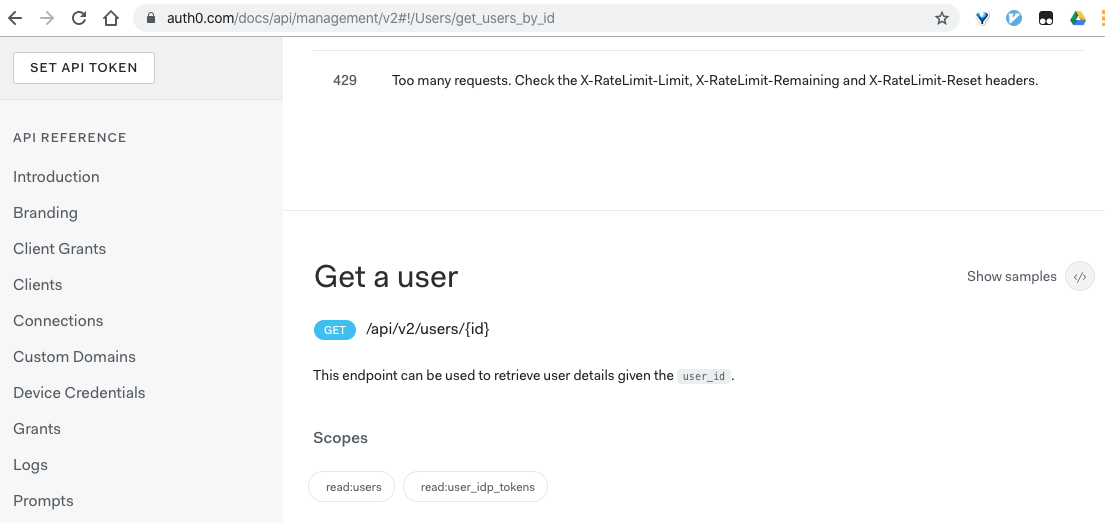 auth0.com/docs/api/management/v2#!/Users/get_users_by_id
SET API TOKEN
API REFERENCE
Introduction
Branding
Client Grants
Clients
Connections
Custom Domains
Device Credentials
Grants
Logs
Prompts
429 Too many requests. Check the X-RateLimit-Limit, X-RateLimit-Remaining and X-RateLimit-Reset headers.
Get a user
Show samples </>
GET /api/v2/users/{id}
This endpoint can be used to retrieve user details given the user_id.
Scopes
read:users read:user_idp_tokens